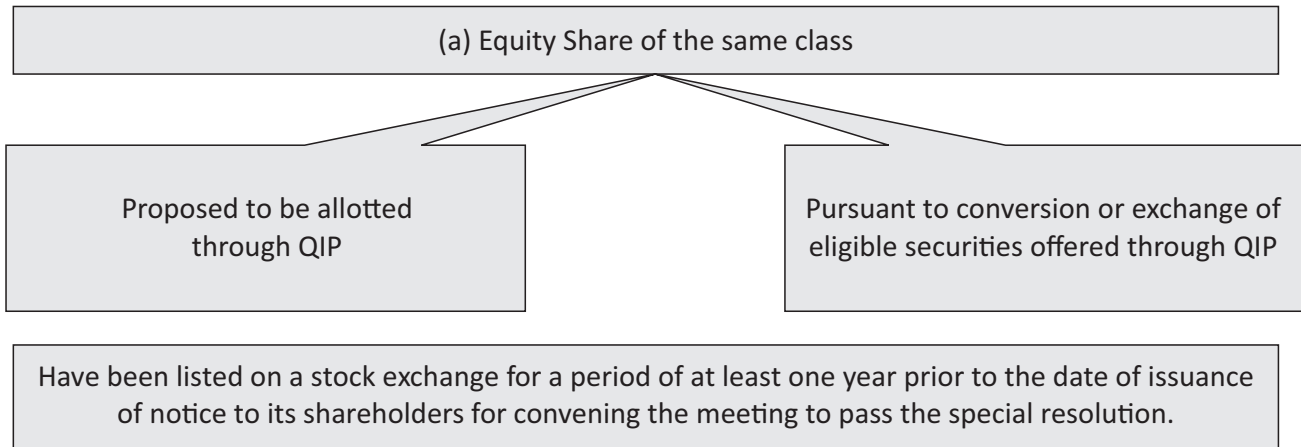 (a) Equity Share of the same class
Proposed to be allotted
through QIP
Pursuant to conversion or exchange of
eligible securities offered through QIP
Have been listed on a stock exchange for a period of at least one year prior to the date of issuance
of notice to its shareholders for convening the meeting to pass the special resolution.